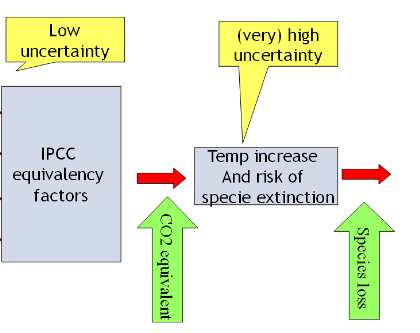 Low
uncertainty
(very) high
uncertainty
IPCC
equivalency
factors
Temp increase
And risk of
specie extinction
CO2 equivalent
Species loss